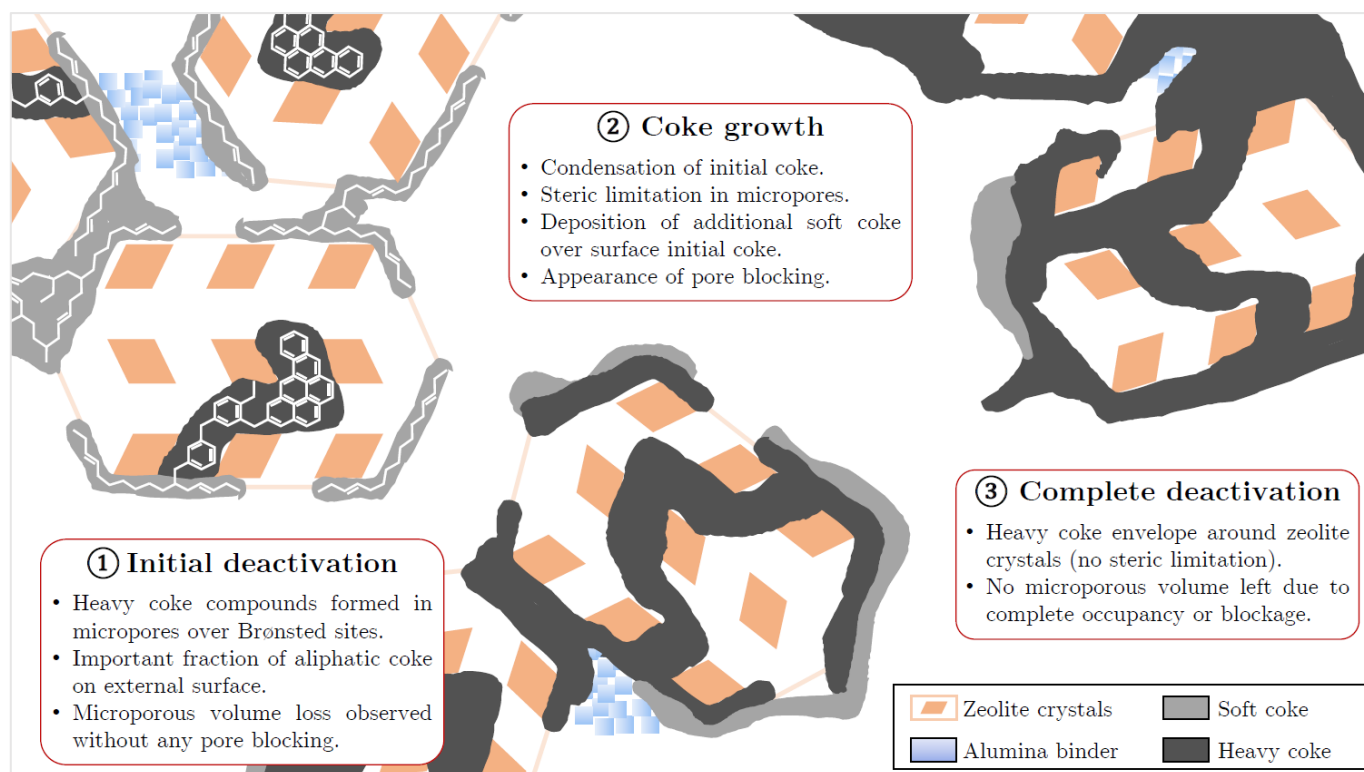 ② Coke growth
• Condensation of initial coke.
• Steric limitation in micropores.
• Deposition of additional soft coke
over surface initial coke.
• Appearance of pore blocking.
① Initial deactivation
• Heavy coke compounds formed in
micropores over Brønsted sites.
• Important fraction of aliphatic coke
on external surface.
• Microporous volume loss observed
without any pore blocking.
③ Complete deactivation
• Heavy coke envelope around zeolite
crystals (no steric limitation).
• No microporous volume left due to
complete occupancy or blockage.
Zeolite crystals
Soft coke
Alumina binder
Heavy coke